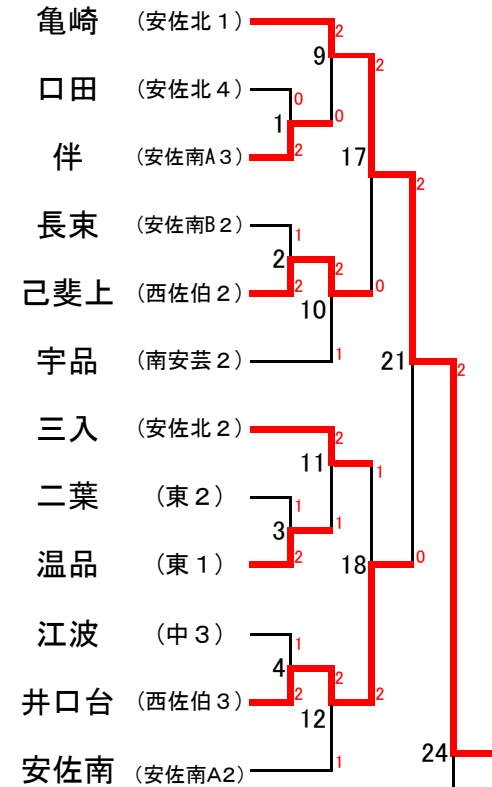 亀崎 (安佐北１) 2
9 2
口田 (安佐北４) 0
1 0 17
伴 (安佐南A３) 2
2
長束 (安佐南B２) 1
2 2
己斐上 (西佐伯２) 2 0
10
宇品 (南安芸２) 1 21 2
三入 (安佐北２) 2
11 1
二葉 (東２) 1
3 1
温品 (東１) 2 18 0
江波 (中３) 1
4 2
井口台 (西佐伯３) 2 2
12
安佐南 (安佐南A2) 1 24